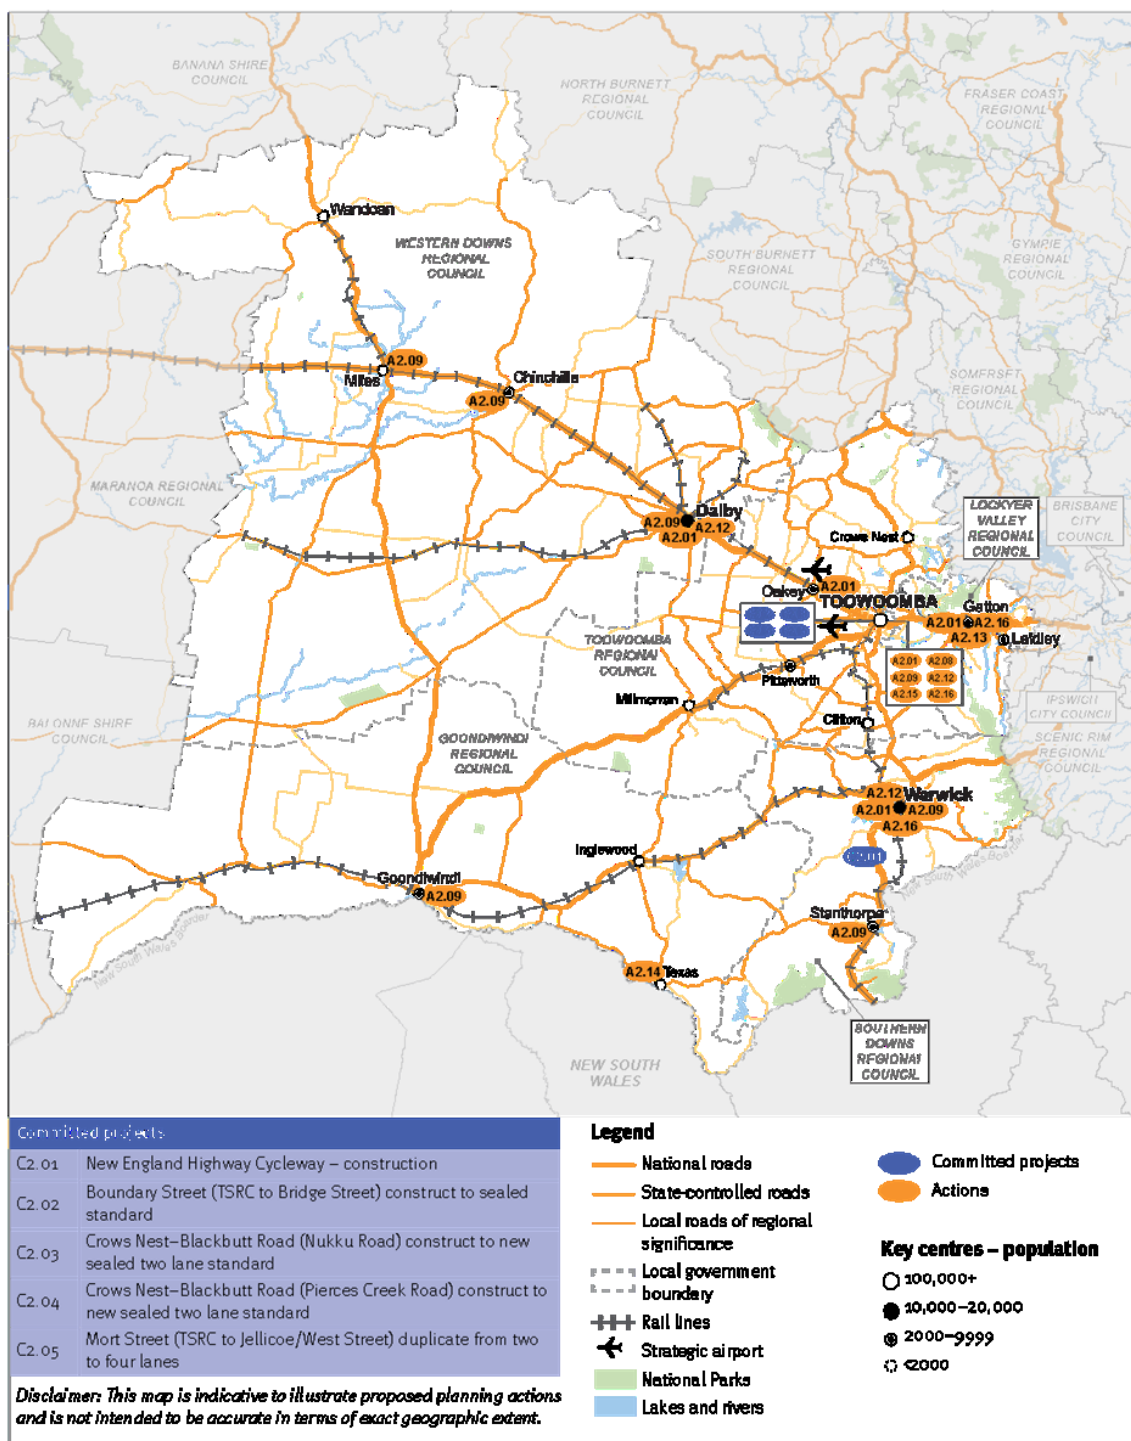 BANANA SHIRE
COUNCIL
NORTH BURNETT
REGIONAL
COUNCIL
FRASER COAST
REGIONAL
COUNCIL
Wandoan
WESTERN DOWNS
REGIONAL
COUNCIL
SOUTH BURNETT
REGIONAL
COUNCIL
GYMPIE
REGIONAL
COUNCIL
A2.09
Miles
Chinchilla
A2.09
SOMERSET
REGIONAL
COUNCIL
MARANOA REGIONAL
COUNCIL
Dalby
A2.09
A2.12
A2.01
LOCKYER
VALLEY
REGIONAL
COUNCIL
BRISBANE
CITY
COUNCIL
Crows Nest
Oakey
A2.01
TOOWOOMBA
Gatton
A2.01
A2.16
A2.13
Laidley
TOOWOOMBA
REGIONAL
COUNCIL
Pittsworth
A2.01
A2.08
A2.09
A2.12
A2.15
A2.16
Millmerran
Clifton
IPSWICH
CITY COUNCIL
BALONNE SHIRE
COUNCIL
GOONDIWINDI
REGIONAL
COUNCIL
SCENIC RIM
REGIONAL
COUNCIL
A2.12
Warwick
A2.01
A2.09
A2.16
Inglewood
C2.01
New South Wales Boarder
Goondiwindi
A2.09
Stanthorpe
A2.09
New South Wales Boarder
A2.14
Texas
SOUTHERN
DOWNS
REGIONAL
COUNCIL
NEW SOUTH
WALES
Committed projects
C2.01 New England Highway Cycleway – construction
C2.02 Boundary Street (TSRC to Bridge Street) construct to sealed
standard
C2.03 Crows Nest–Blackbutt Road (Nukku Road) construct to new
sealed two lane standard
C2.04 Crows Nest–Blackbutt Road (Pierces Creek Road) construct to
new sealed two lane standard
C2.05 Mort Street (TSRC to Jellicoe/West Street) duplicate from two
to four lanes
Disclaimer: This map is indicative to illustrate proposed planning actions
and is not intended to be accurate in terms of exact geographic extent.
Legend
National roads
State-controlled roads
Local roads of regional
significance
Local government
boundary
Rail lines
Strategic airport
National Parks
Lakes and rivers
Committed projects
Actions
Key centres – population
100,000+
10,000–20,000
2000–9999
<2000